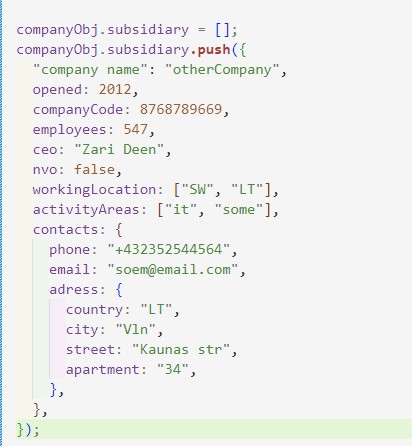 companyObj.subsidiary = [];
companyObj.subsidiary.push({
"company name": "otherCompany",
opened: 2012,
companyCode: 8768789669,
employees: 547,
ceo: "Zari Deen",
nvo: false,
workingLocation: ["SW", "LT"],
activityAreas: ["it", "some"],
contacts: {
phone: "+432352544564",
email: "soem@email.com",
adress: {
country: "LT",
city: "Vln",
street: "Kaunas str",
apartment: "34",
},
},
});